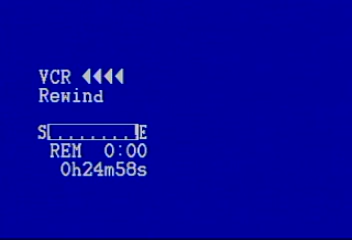 VCR ◀◀◀◀
Rewind
S[.......]E
REM 0:00
0h24m58s